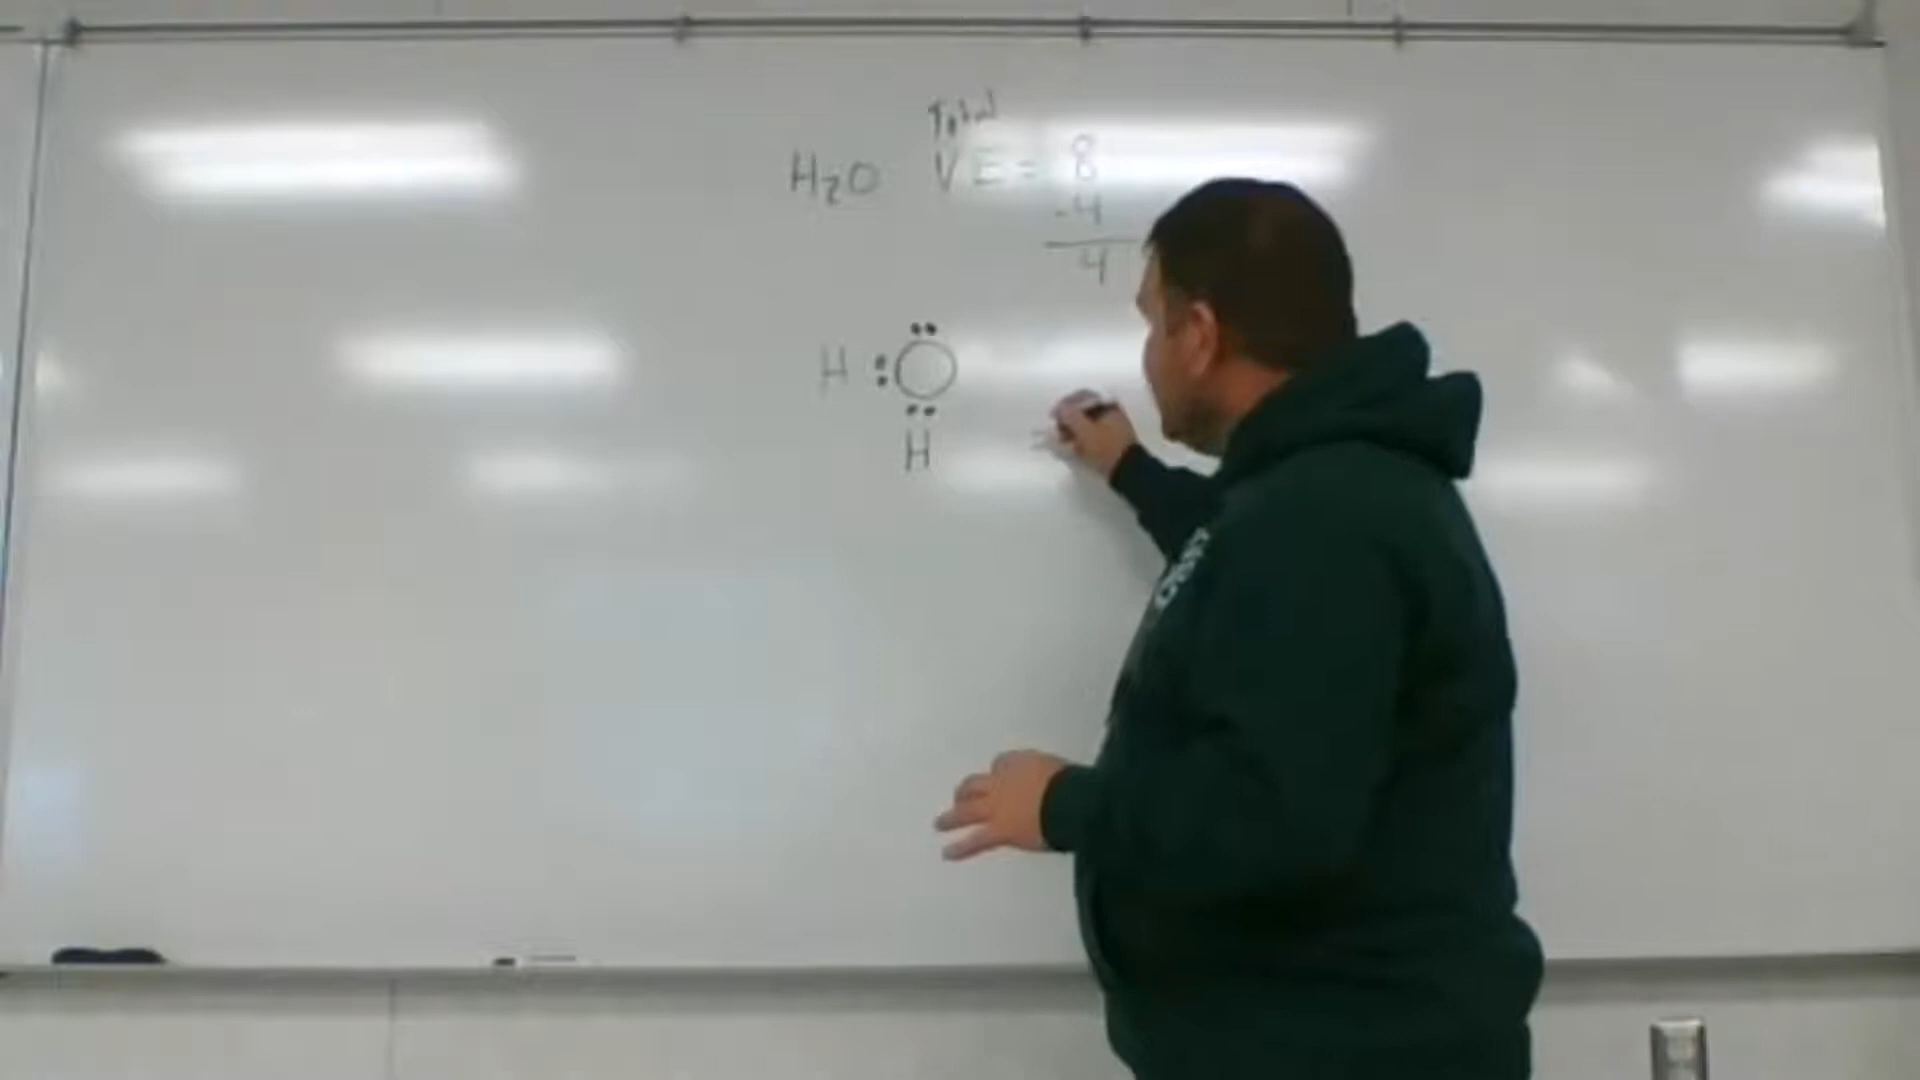 Total
H₂O VE = 8
-4
4
H :O
H